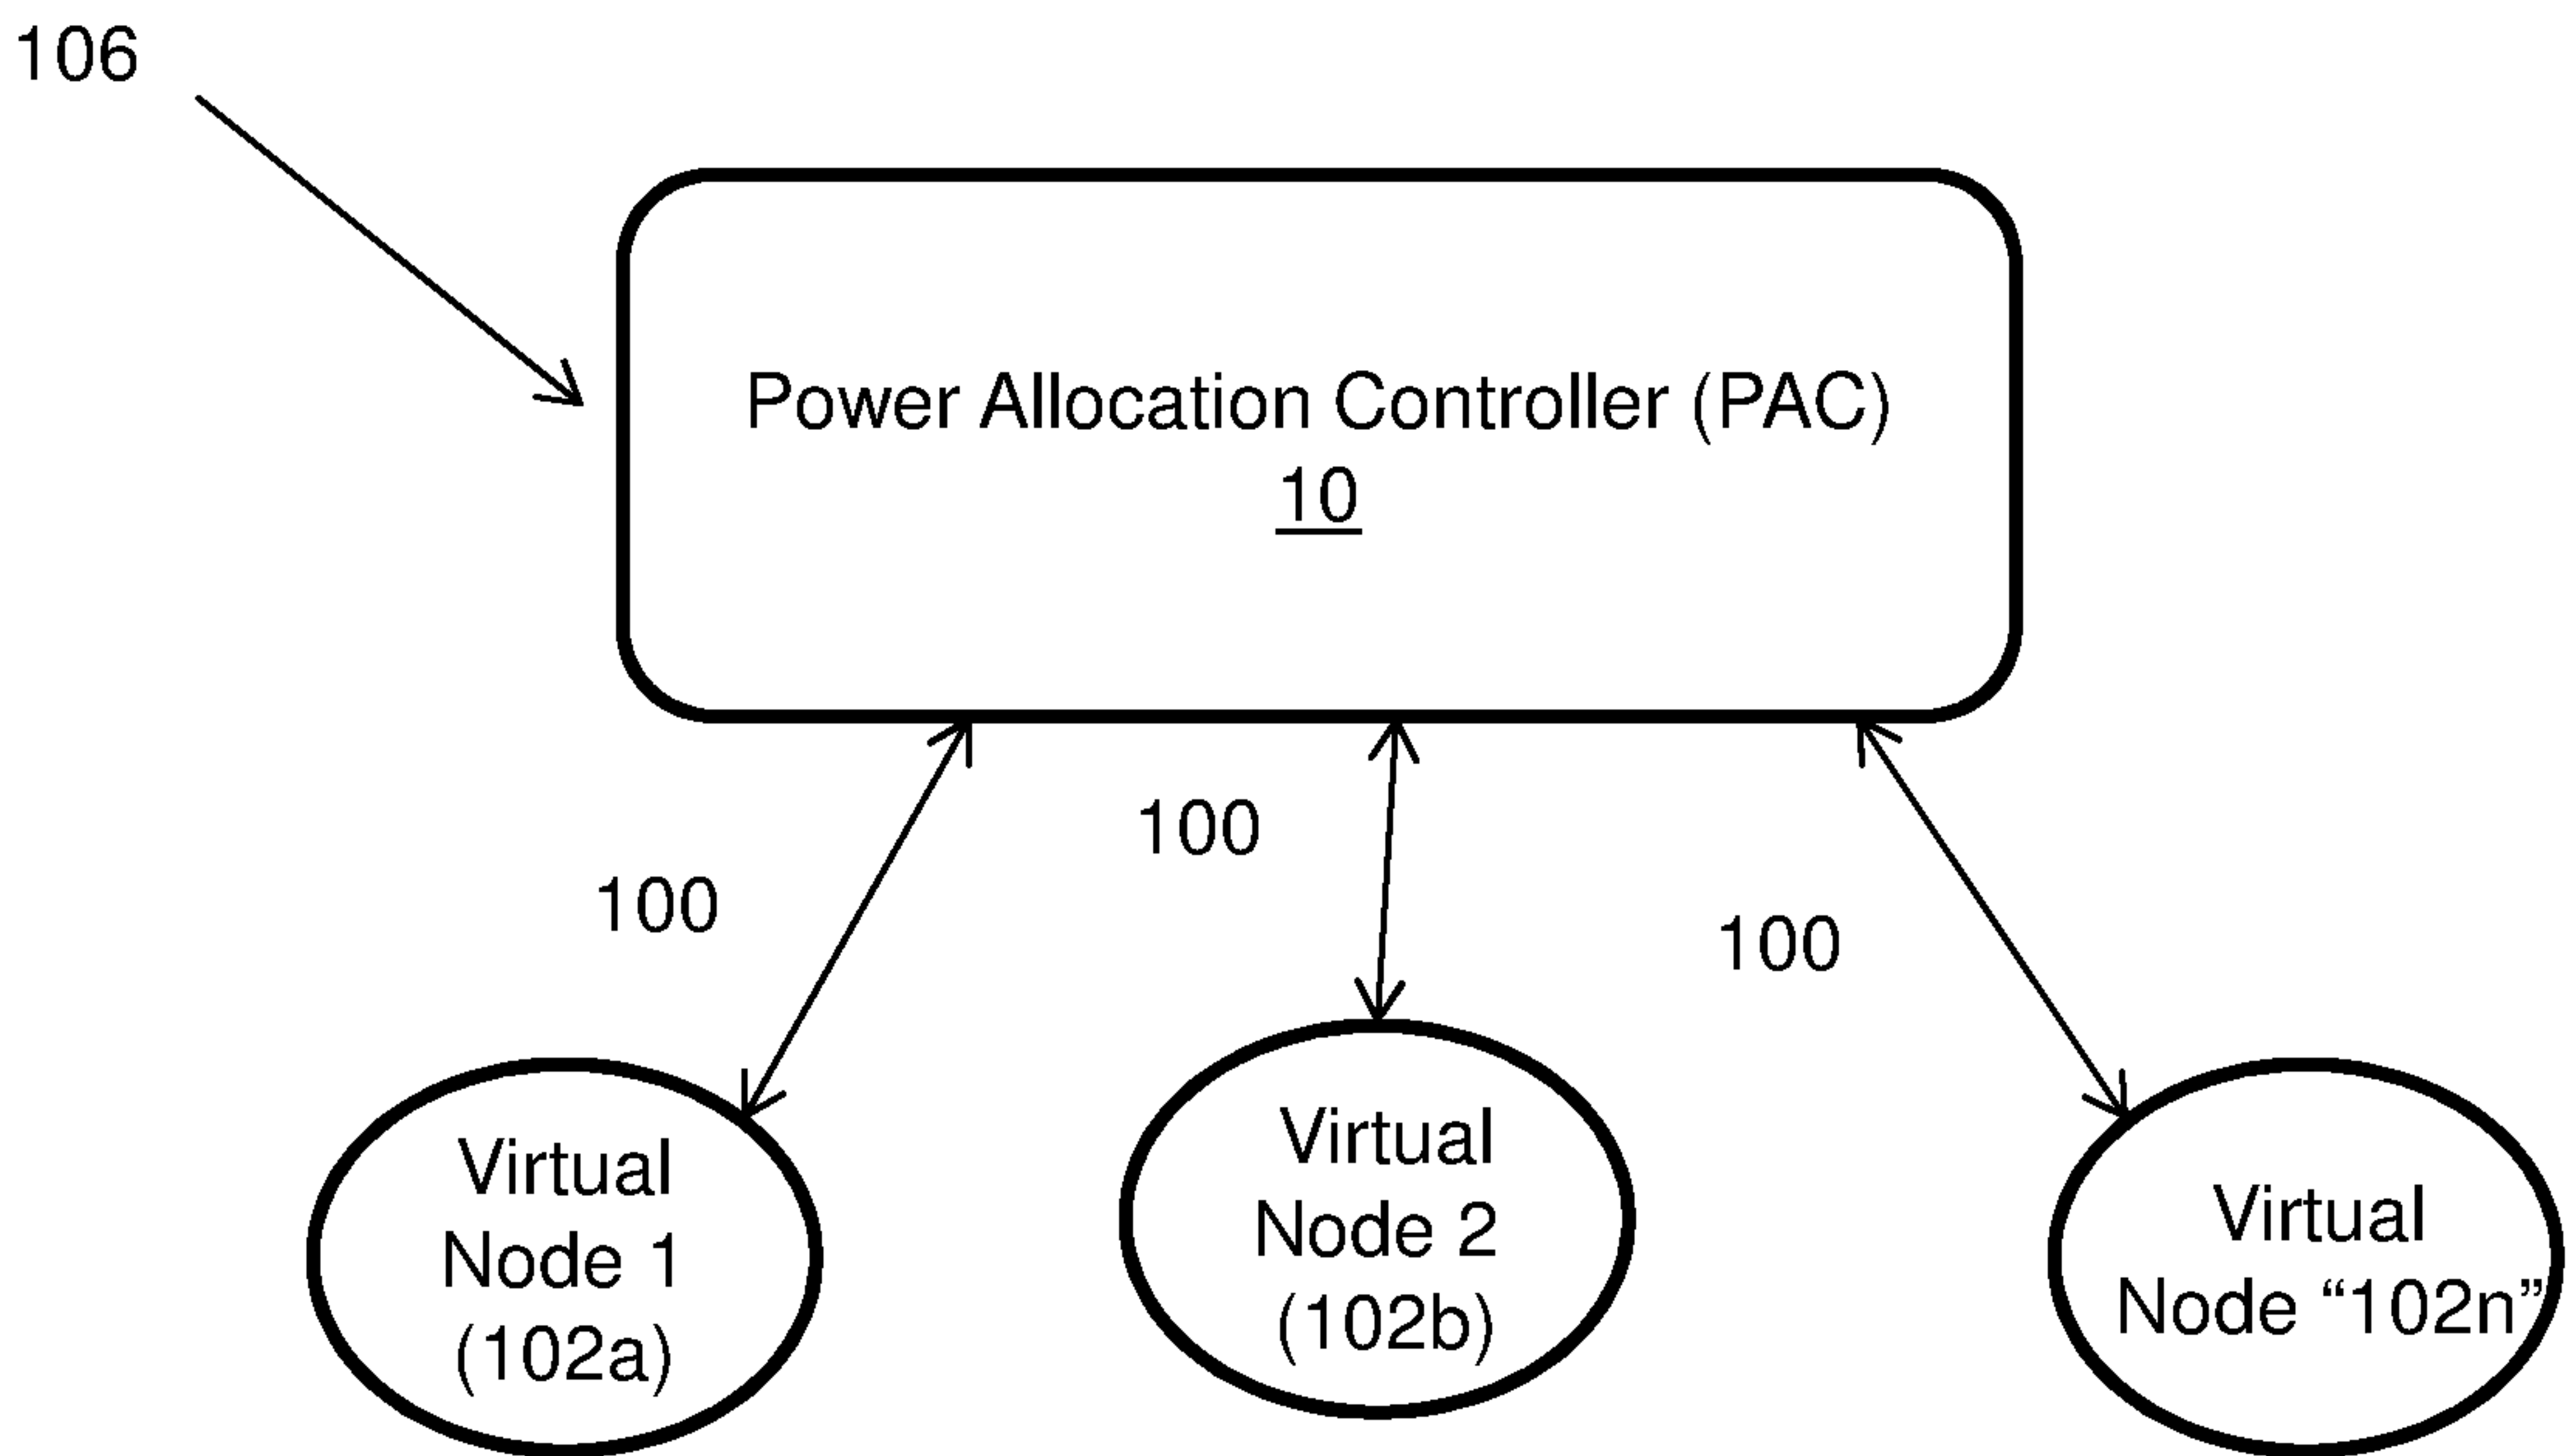 106
Power Allocation Controller (PAC)
10
100
100
100
Virtual
Node 1
(102a)
Virtual
Node 2
(102b)
Virtual
Node “102n”